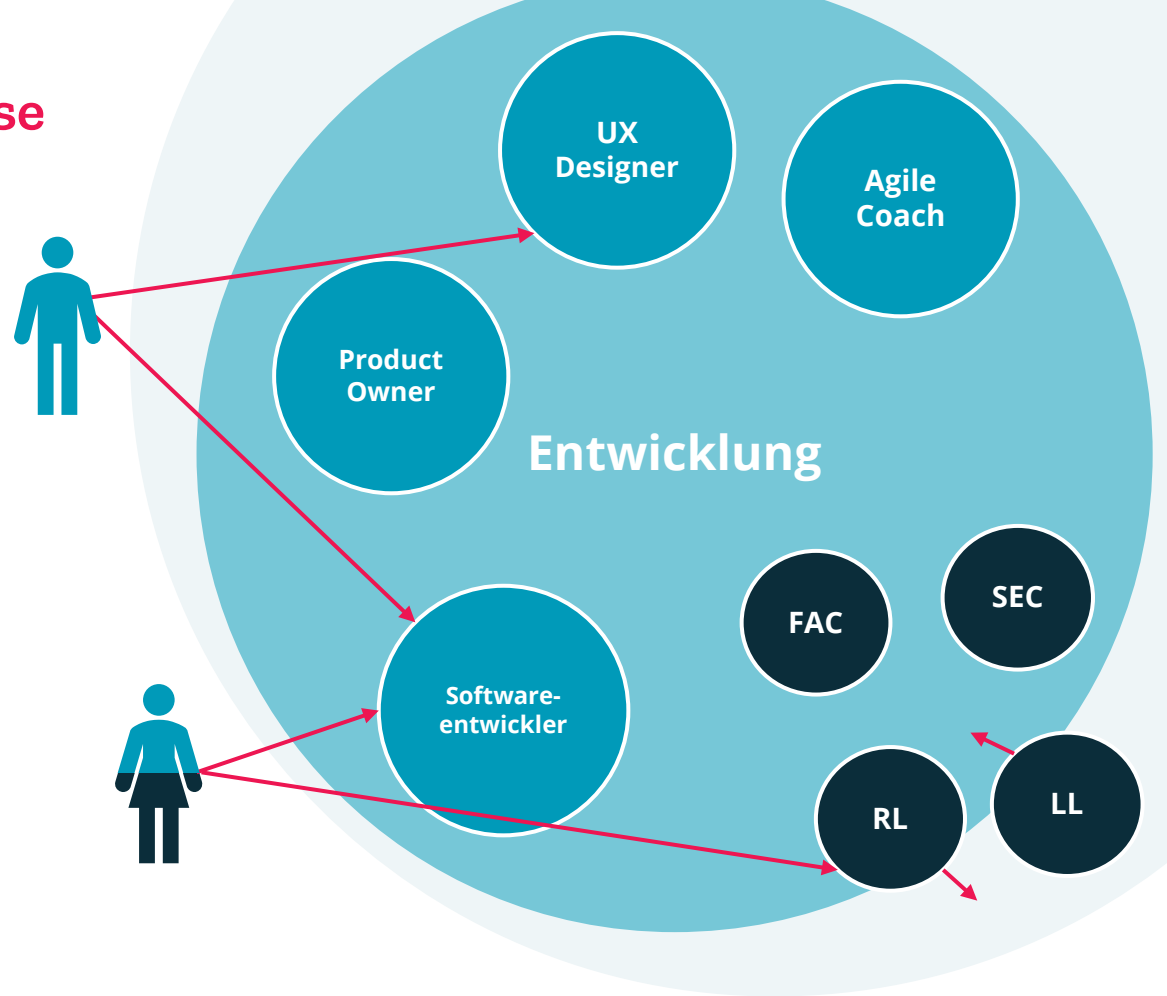 se
UX
Designer
Agile
Coach
Product
Owner
Entwicklung
SEC
FAC
Software-
entwickler
LL
RL